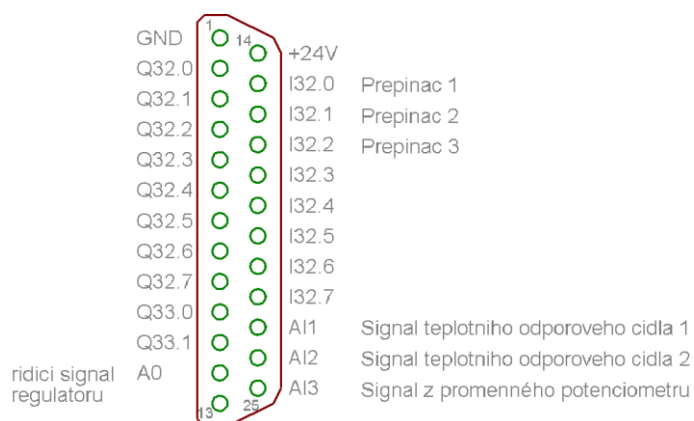 1
GND
14
+24V
Q32.0
I32.0 Prepinac 1
Q32.1
I32.1 Prepinac 2
Q32.2
I32.2 Prepinac 3
Q32.3
I32.3
Q32.4
I32.4
Q32.5
I32.5
Q32.6
I32.6
Q32.7
I32.7
Q33.0
AI1 Signal teplotniho odporoveho cidla 1
Q33.1
AI2 Signal teplotniho odporoveho cidla 2
ridici signal A0
regulatoru
AI3 Signal z promenného potenciometru
13
25